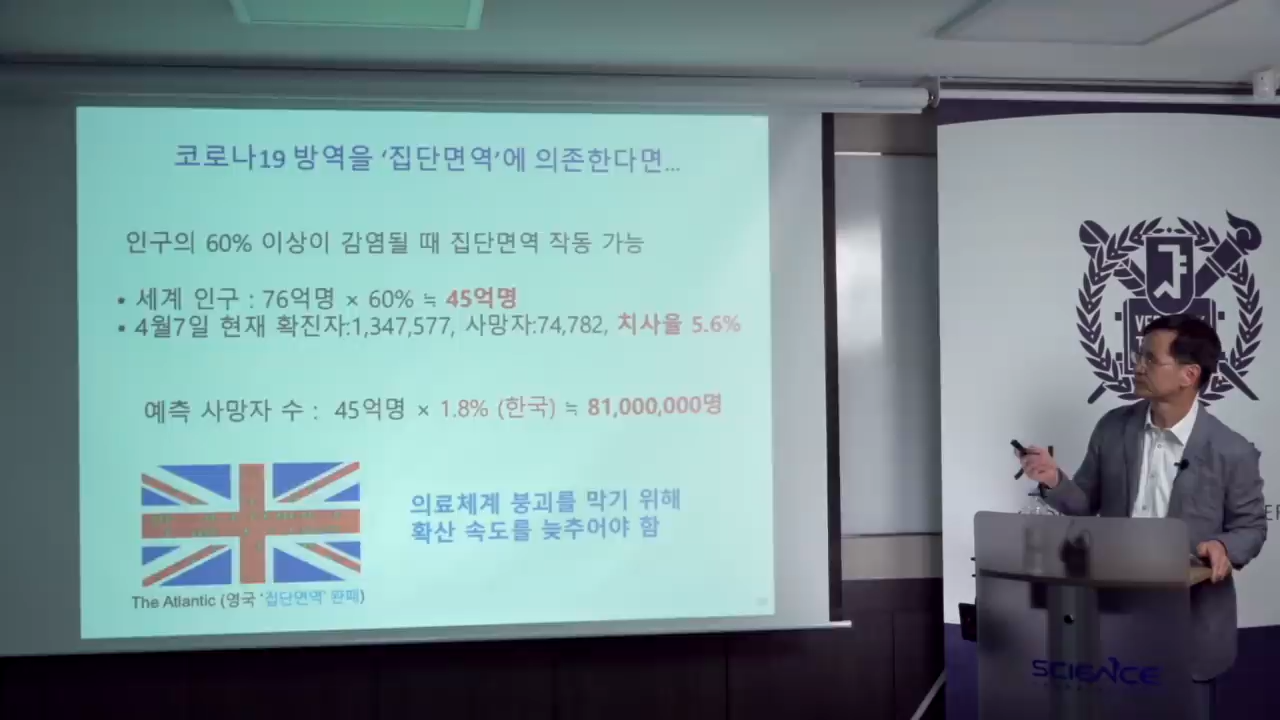 코로나19 방역을 ‘집단면역’에 의존한다면...
인구의 60% 이상이 감염될 때 집단면역 작동 가능
• 세계 인구 : 76억명 × 60% ≒ 45억명
• 4월7일 현재 확진자:1,347,577, 사망자:74,782, 치사율 5.6%
예측 사망자 수 : 45억명 × 1.8% (한국) ≒ 81,000,000명
의료체계 붕괴를 막기 위해
확산 속도를 늦추어야 함
The Atlantic (영국 ‘집단면역’ 완패)
SCIENCE